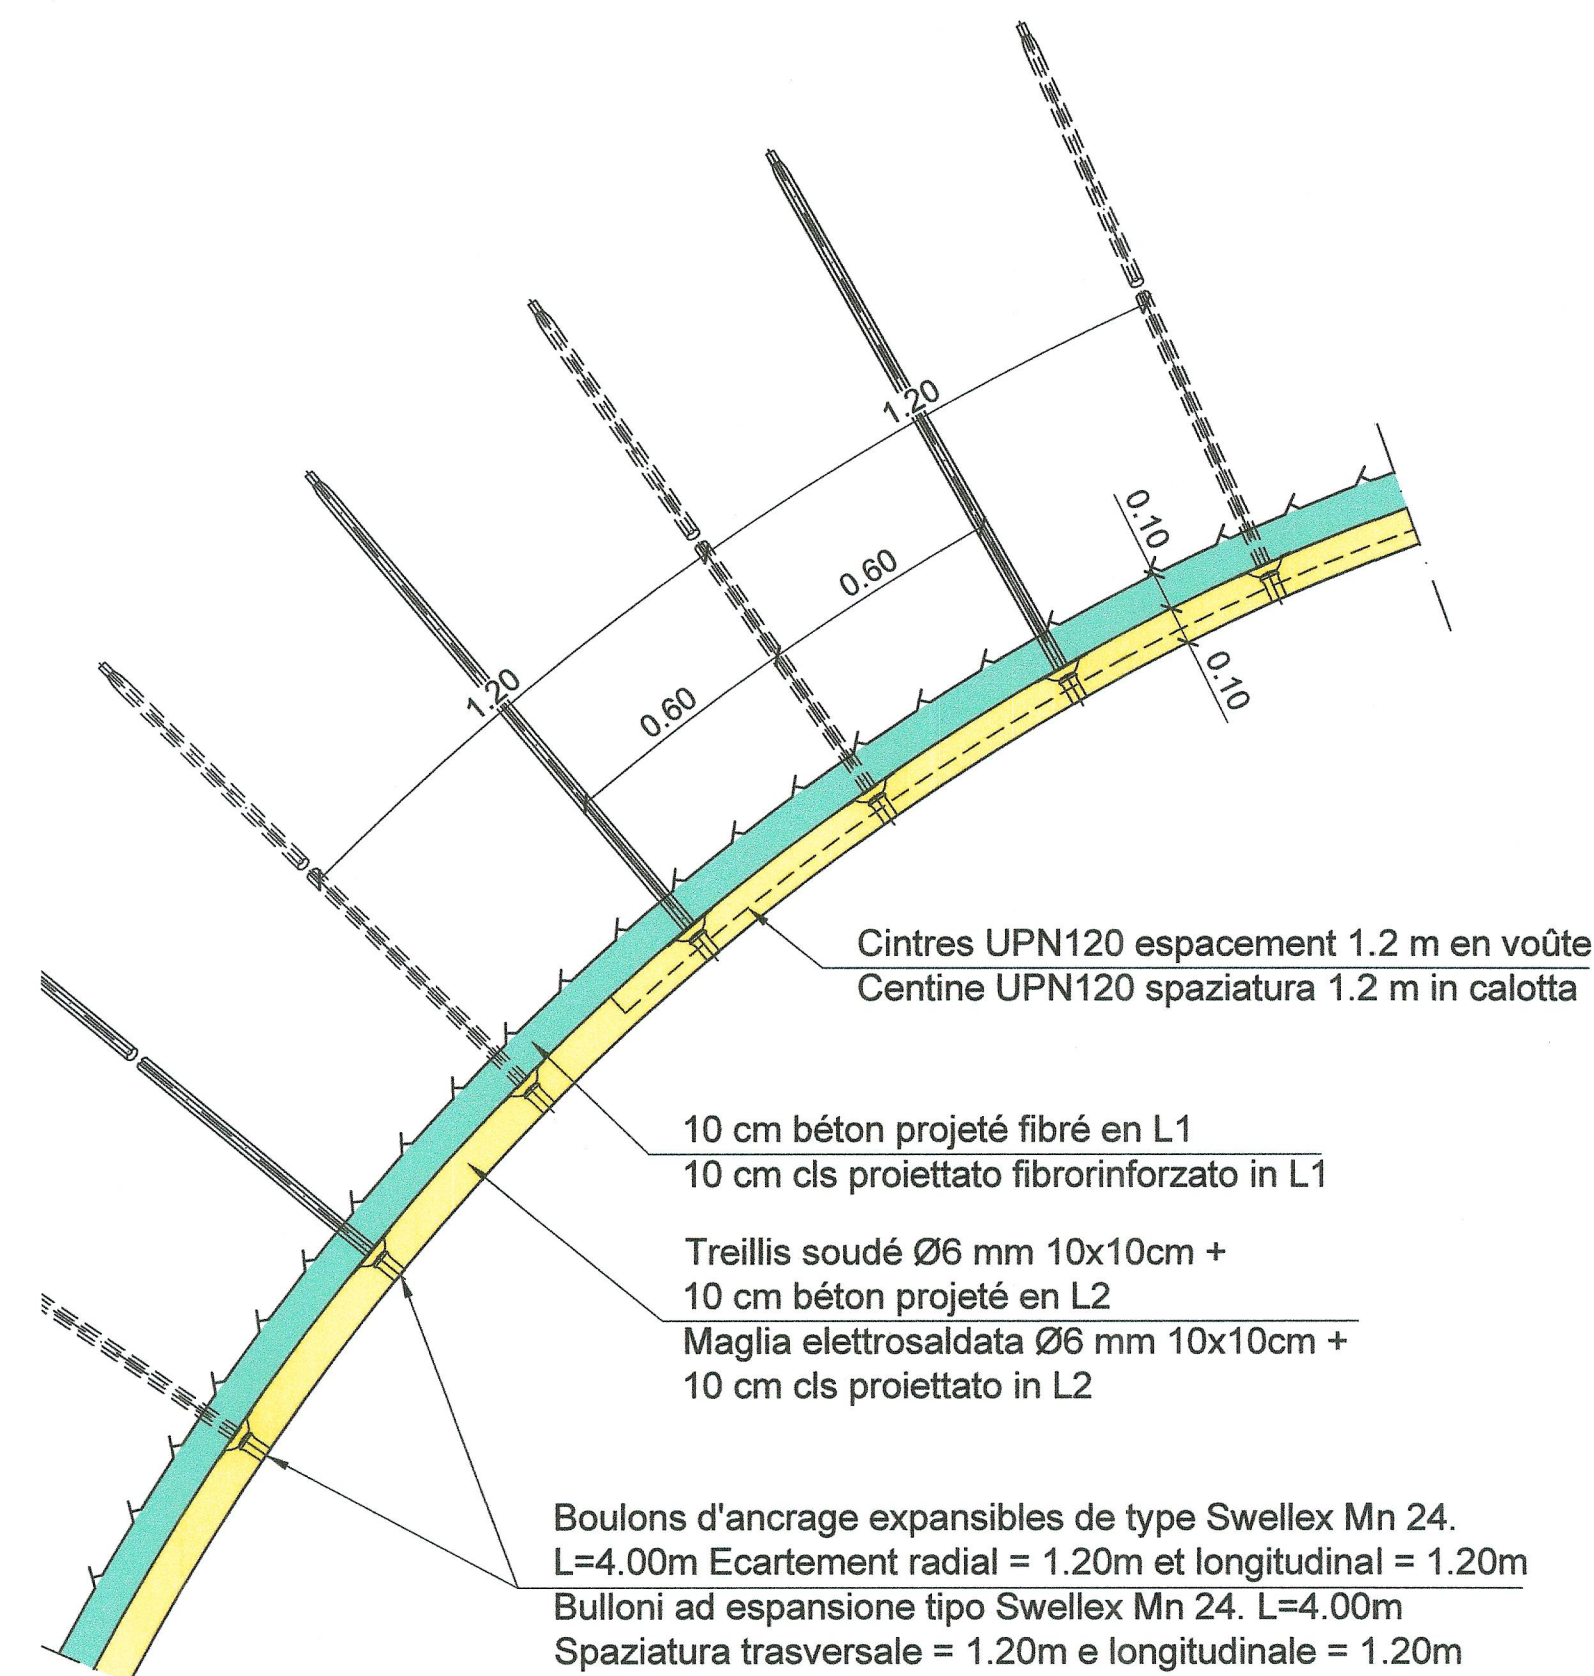 1.20
0.10
0.60
0.10
1.20
0.60
Cintres UPN120 espacement 1.2 m en voûte
Centine UPN120 spaziatura 1.2 m in calotta
10 cm béton projeté fibré en L1
10 cm cls proiettato fibrorinforzato in L1
Treillis soudé Ø6 mm 10x10cm +
10 cm béton projeté en L2
Maglia elettrosaldata Ø6 mm 10x10cm +
10 cm cls proiettato in L2
Boulons d'ancrage expansibles de type Swellex Mn 24.
L=4.00m Ecartement radial = 1.20m et longitudinal = 1.20m
Bulloni ad espansione tipo Swellex Mn 24. L=4.00m
Spaziatura trasversale = 1.20m e longitudinale = 1.20m